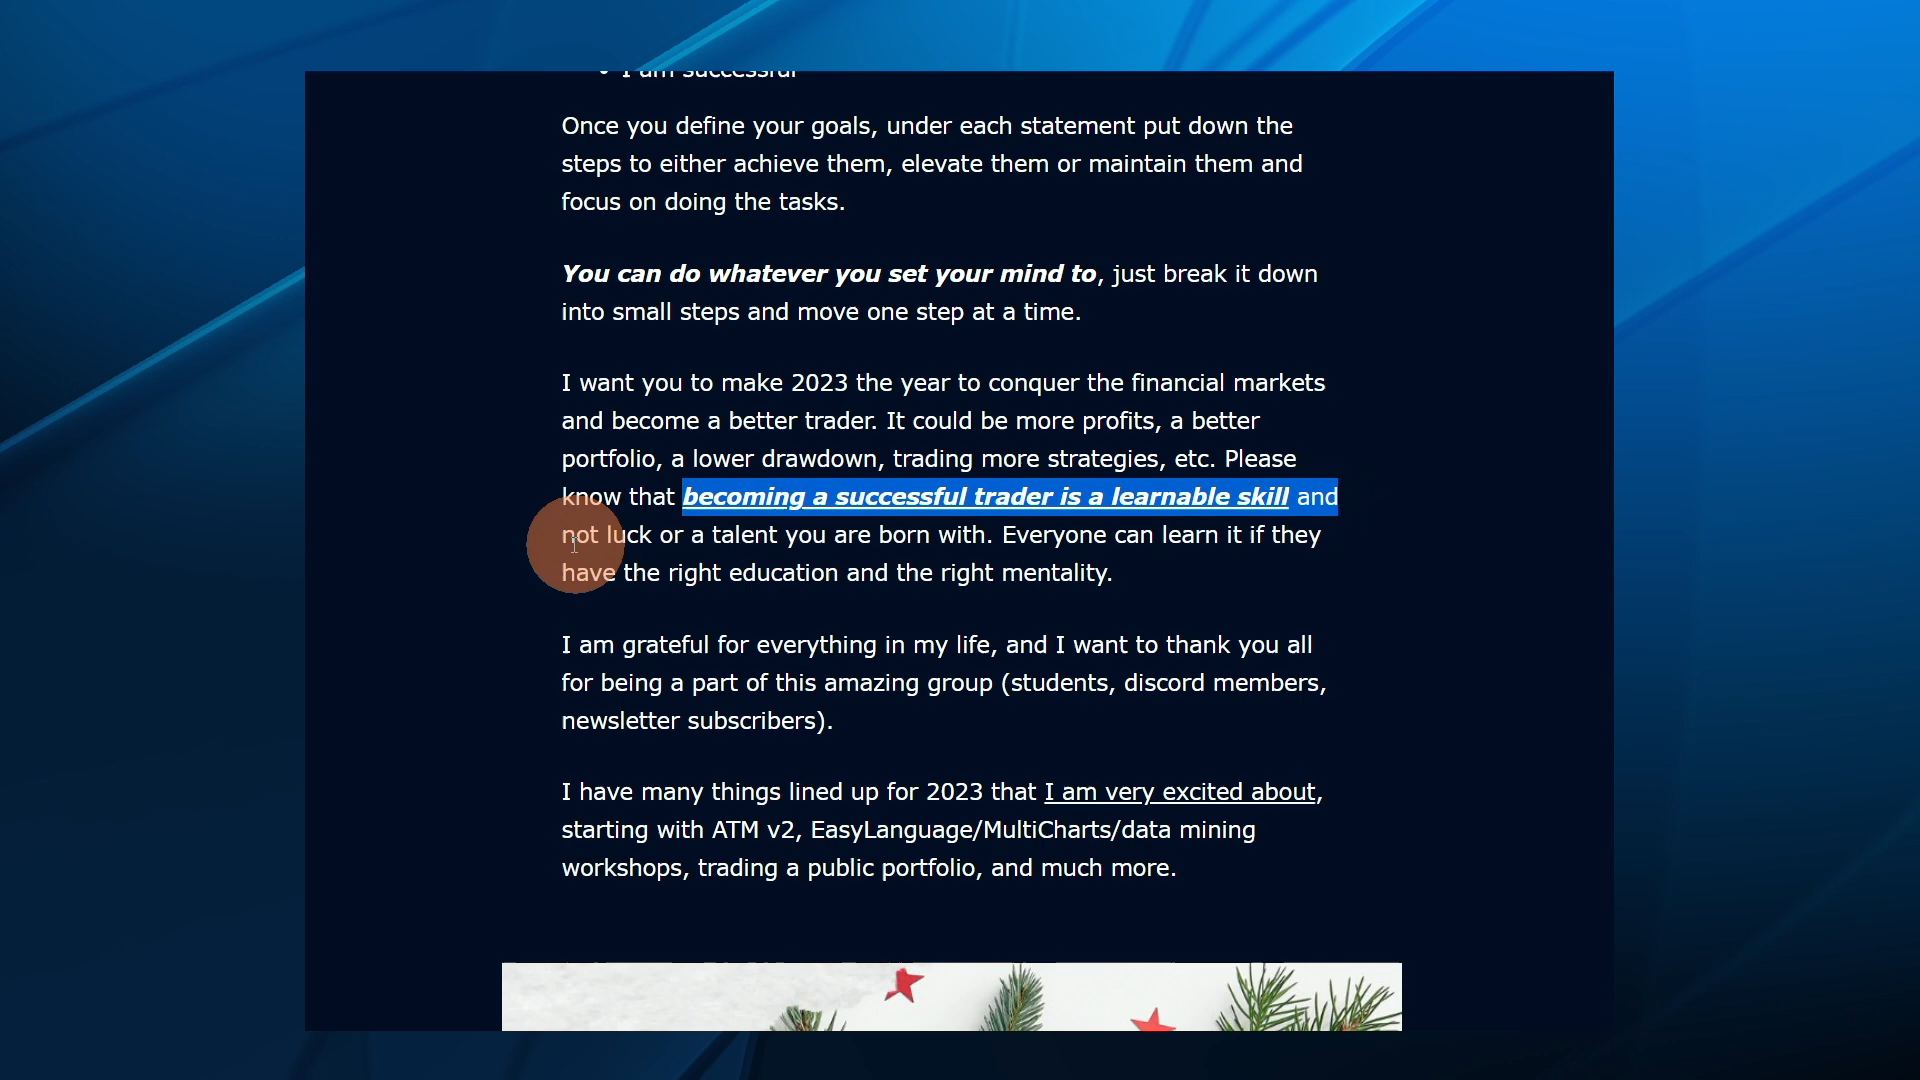 • I am successful
Once you define your goals, under each statement put down the
steps to either achieve them, elevate them or maintain them and
focus on doing the tasks.
You can do whatever you set your mind to, just break it down
into small steps and move one step at a time.
I want you to make 2023 the year to conquer the financial markets
and become a better trader. It could be more profits, a better
portfolio, a lower drawdown, trading more strategies, etc. Please
know that becoming a successful trader is a learnable skill and
not luck or a talent you are born with. Everyone can learn it if they
have the right education and the right mentality.
I am grateful for everything in my life, and I want to thank you all
for being a part of this amazing group (students, discord members,
newsletter subscribers).
I have many things lined up for 2023 that I am very excited about,
starting with ATM v2, EasyLanguage/MultiCharts/data mining
workshops, trading a public portfolio, and much more.